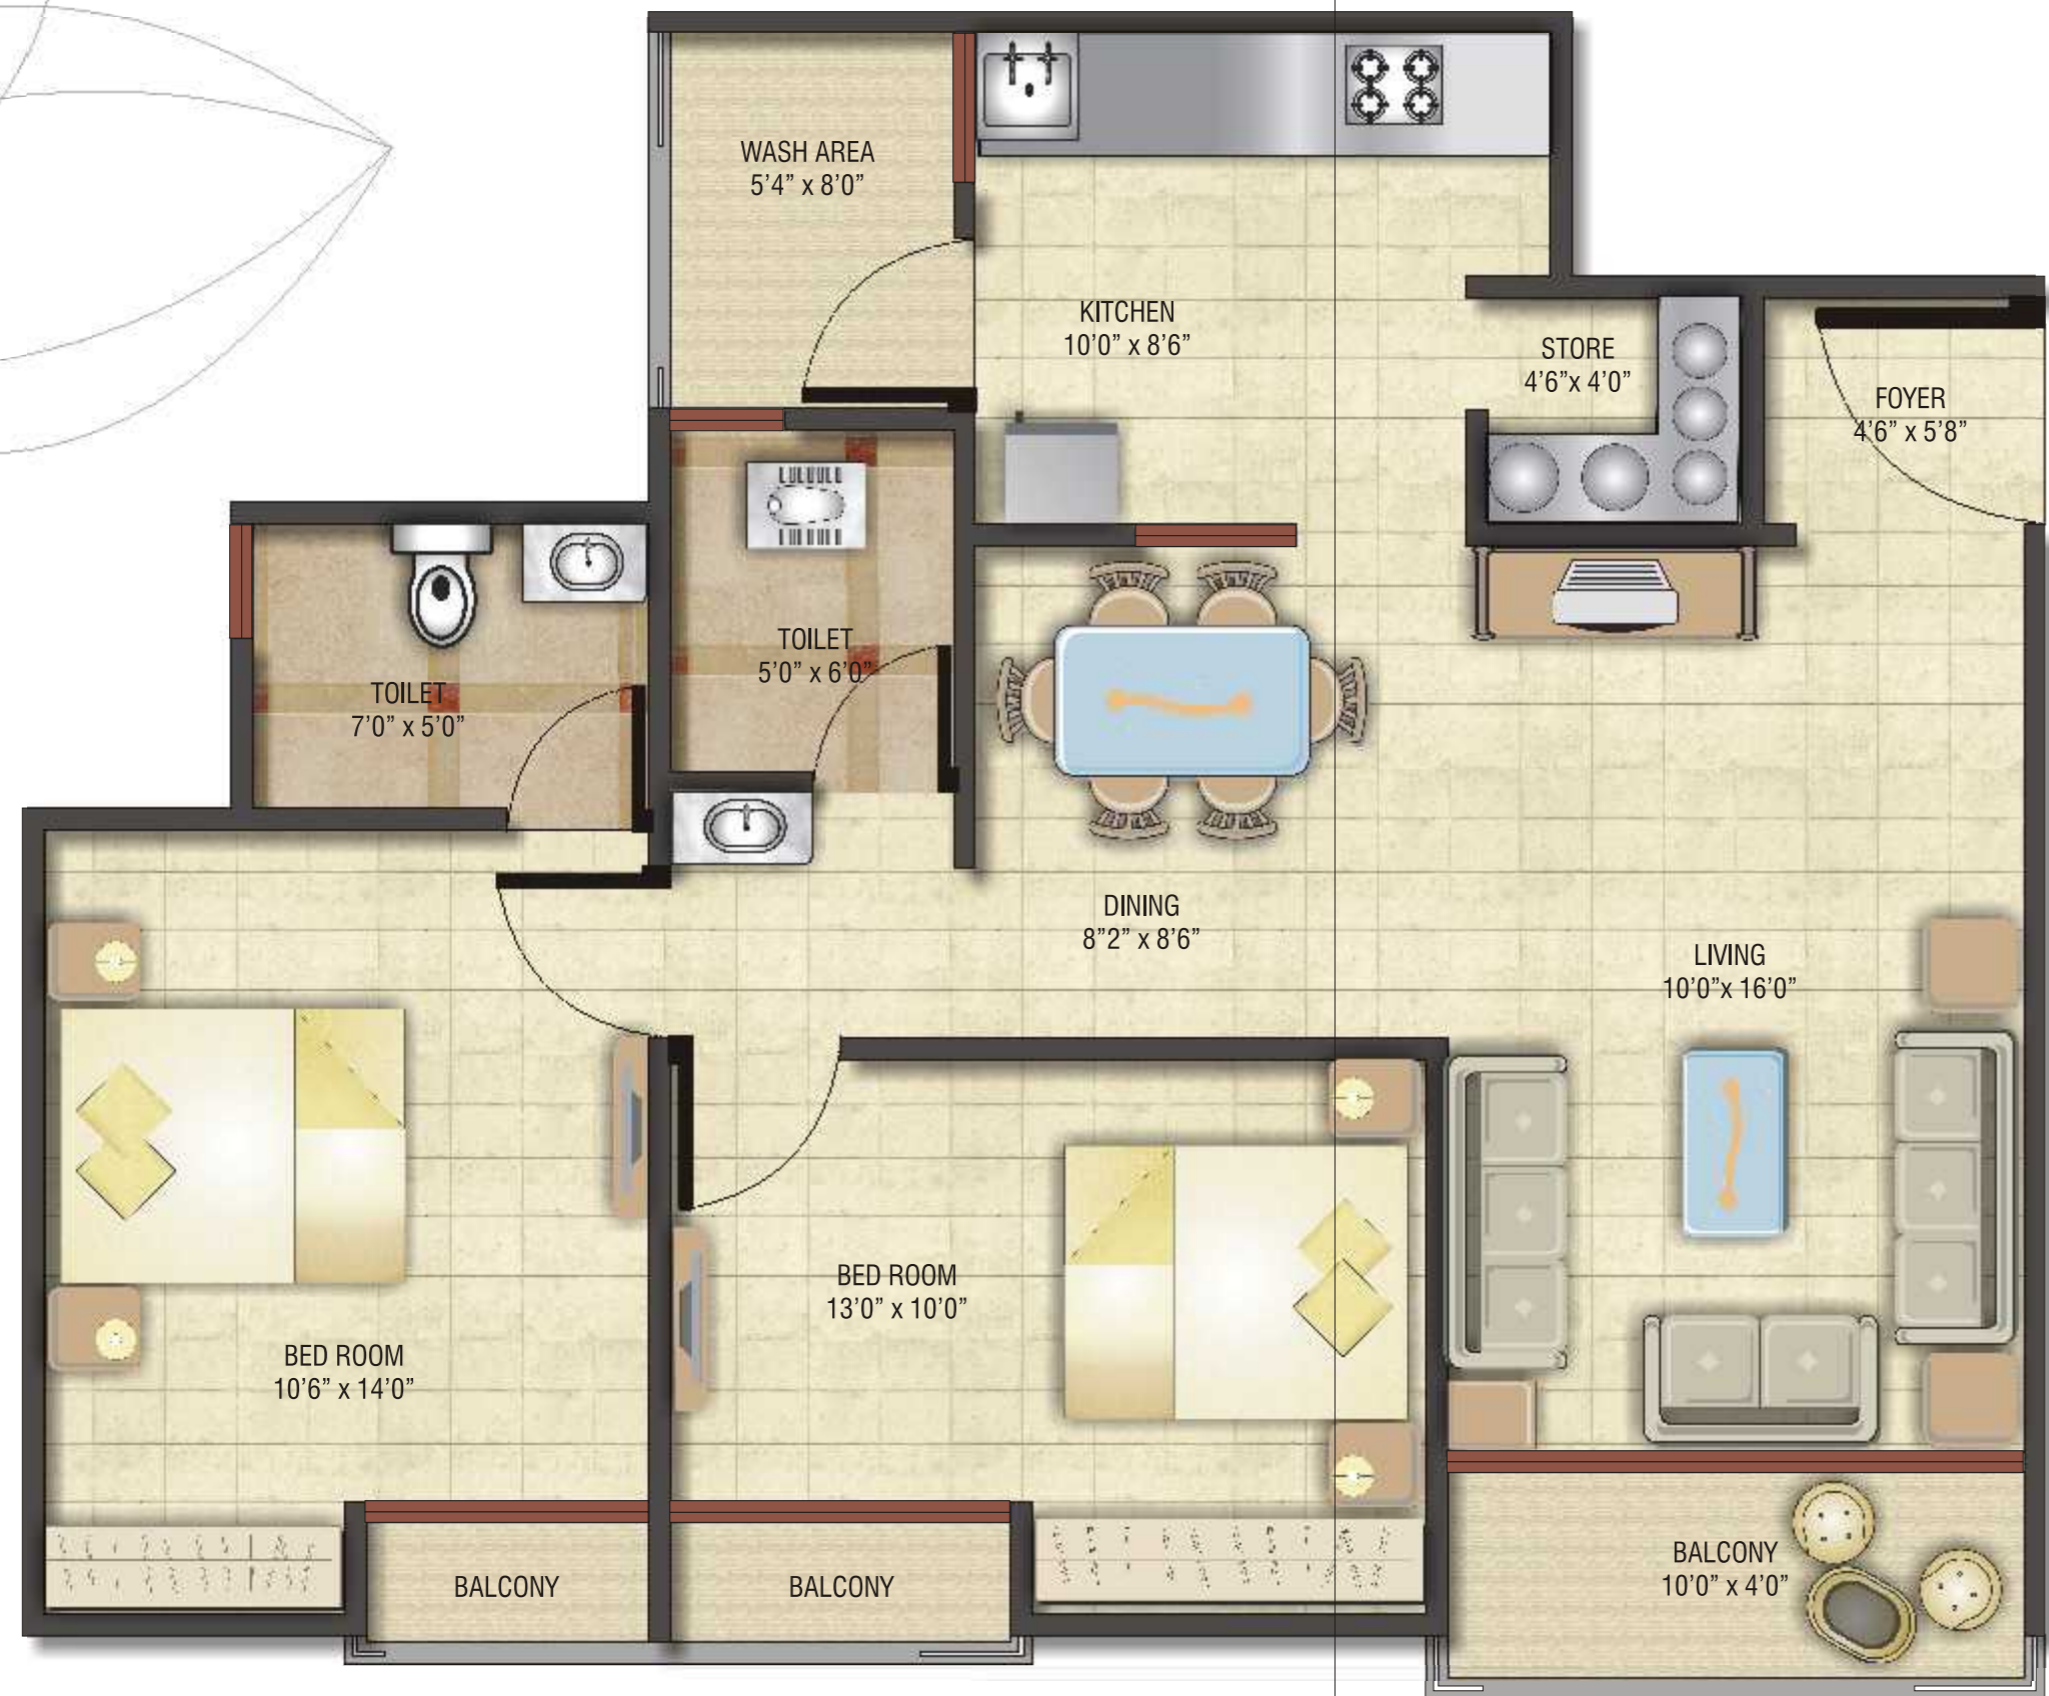 WASH AREA
5’4” x 8’0”
KITCHEN
10’0” x 8’6”
STORE
4’6”x 4’0”
FOYER
4’6” x 5’8”
TOILET
5’0” x 6’0”
TOILET
7’0” x 5’0”
DINING
8”2” x 8’6”
LIVING
10’0”x 16’0”
BED ROOM
13’0” x 10’0”
BED ROOM
10’6” x 14’0”
BALCONY
BALCONY
BALCONY
10’0” x 4’0”